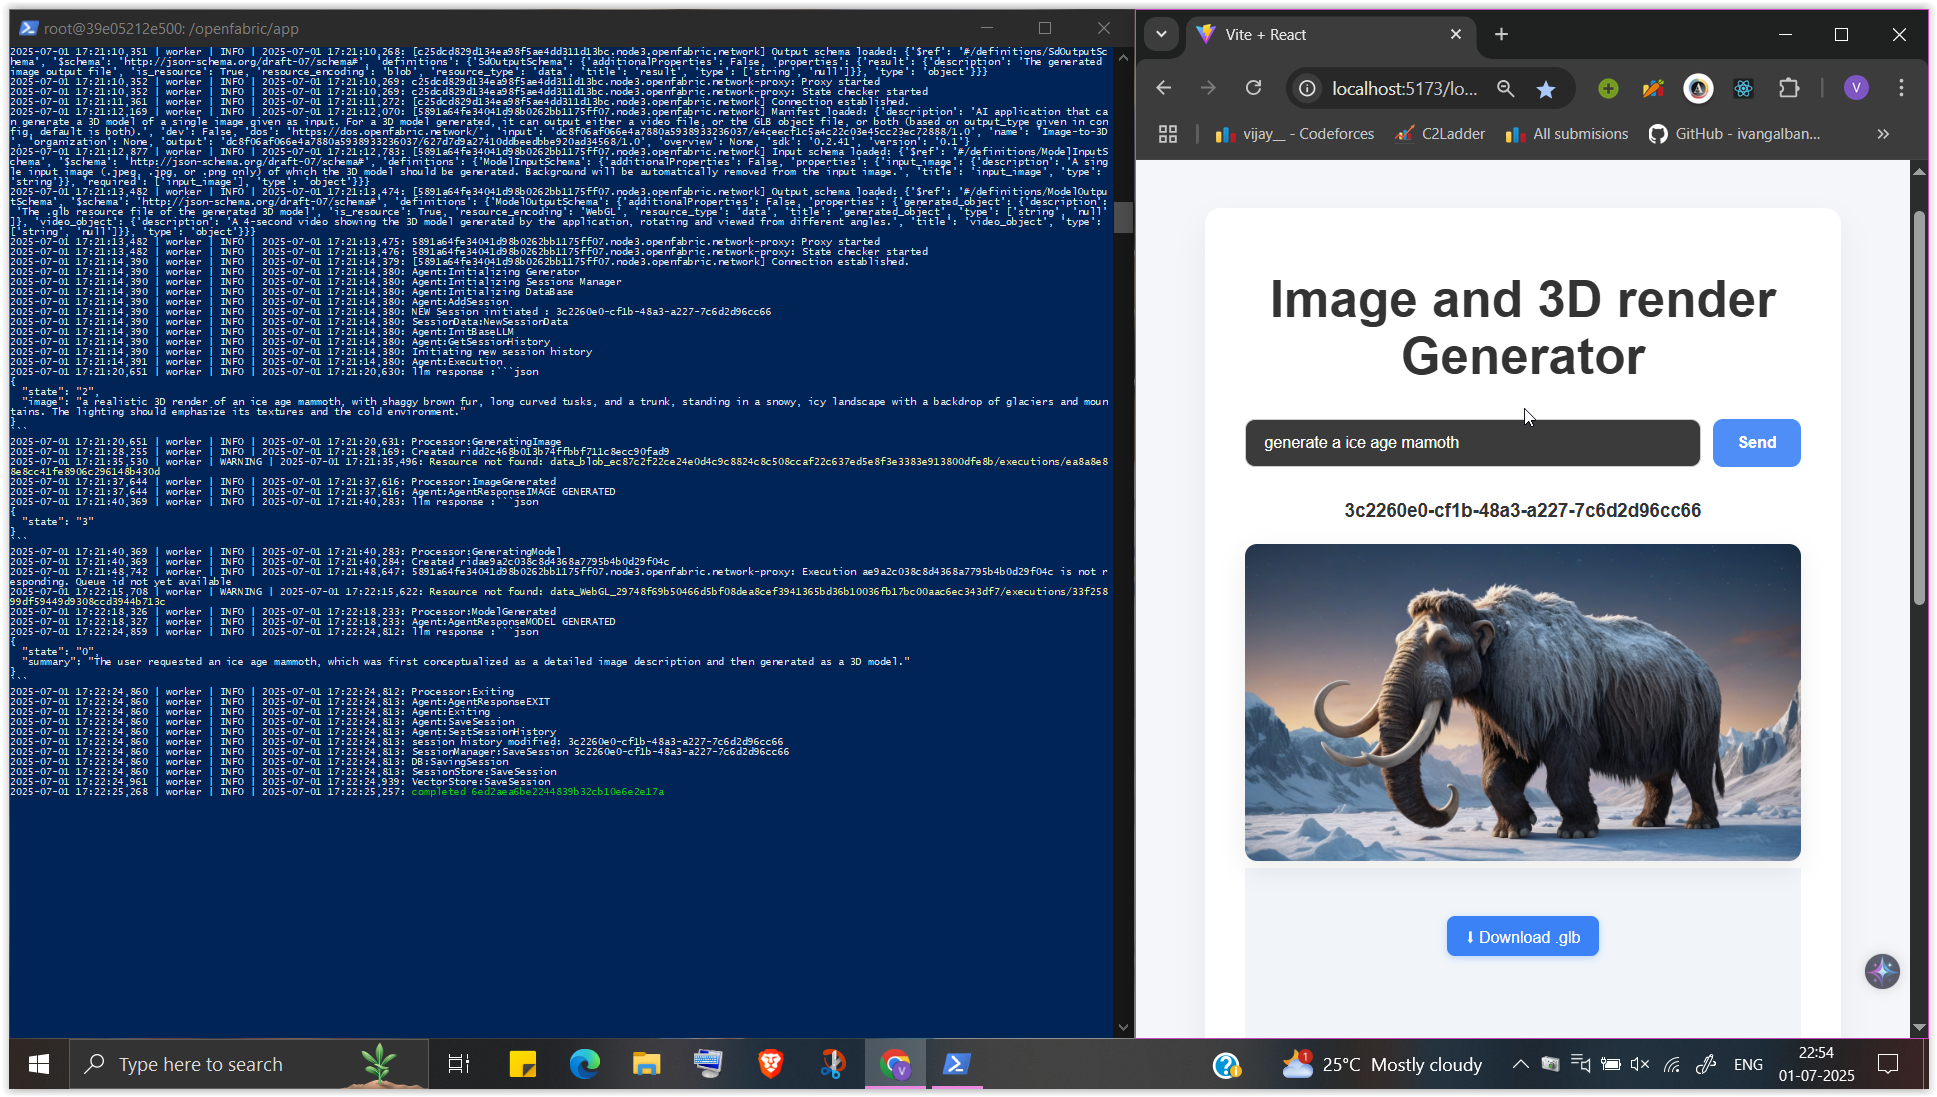 root@39e05212e500: /openfabric/app
2025-07-01 17:21:10,351 | worker | INFO | 2025-07-01 17:21:10,268: [c25dcd829d134ea98f5ae4dd311d13bc.node3.openfabric.network] Output schema loaded: {'$ref': '#/definitions/SdOutputSc
hema', '$schema': 'http://json-schema.org/draft-07/schema#', 'definitions': {'SdOutputSchema': {'additionalProperties': False, 'properties': {'result': {'description': 'The generated
image output file', 'is_resource': True, 'resource_encoding': 'blob', 'resource_type': 'data', 'title': 'result', 'type': ['string', 'null']}}, 'type': 'object'}}}
2025-07-01 17:21:10,352 | worker | INFO | 2025-07-01 17:21:10,269: c25dcd829d134ea98f5ae4dd311d13bc.node3.openfabric.network-proxy: Proxy started
2025-07-01 17:21:10,352 | worker | INFO | 2025-07-01 17:21:10,269: c25dcd829d134ea98f5ae4dd311d13bc.node3.openfabric.network-proxy: State checker started
2025-07-01 17:21:11,361 | worker | INFO | 2025-07-01 17:21:11,272: [c25dcd829d134ea98f5ae4dd311d13bc.node3.openfabric.network] Connection established.
2025-07-01 17:21:12,169 | worker | INFO | 2025-07-01 17:21:12,070: [5891a64fe34041d98b0262bb1175ff07.node3.openfabric.network] Manifest loaded: {'description': 'AI application that ca
n generate a 3D model of a single image given as input. For a 3D model generated, it can output either a video file, or the GLB object file, or both (based on output_type given in con
fig, default is both).', 'dev': False, 'dos': 'https://dos.openfabric.network/', 'input': 'dc8f06af066e4a7880a5938933236037/e4ceecf1c5a4c22c03e45cc23ec72888/1.0', 'name': 'Image-to-3D
', 'organization': None, 'output': 'dc8f06af066e4a7880a5938933236037/627d7d9a27410ddbeedbbe920ad34568/1.0', 'overview': None, 'sdk': '0.2.41', 'version': '0.1'}
2025-07-01 17:21:12,877 | worker | INFO | 2025-07-01 17:21:12,783: [5891a64fe34041d98b0262bb1175ff07.node3.openfabric.network] Input schema loaded: {'$ref': '#/definitions/ModelInputS
chema', '$schema': 'http://json-schema.org/draft-07/schema#', 'definitions': {'ModelInputSchema': {'additionalProperties': False, 'properties': {'input_image': {'description': 'A sing
le input image (.jpeg, .jpg, or .png only) of which the 3D model should be generated. Background will be automatically removed from the input image.', 'title': 'input_image', 'type':
'string'}}, 'required': ['input_image'], 'type': 'object'}}}
2025-07-01 17:21:13,482 | worker | INFO | 2025-07-01 17:21:13,474: [5891a64fe34041d98b0262bb1175ff07.node3.openfabric.network] Output schema loaded: {'$ref': '#/definitions/ModelOutpu
tSchema', '$schema': 'http://json-schema.org/draft-07/schema#', 'definitions': {'ModelOutputSchema': {'additionalProperties': False, 'properties': {'generated_object': {'description':
'The .glb resource file of the generated 3D model', 'is_resource': True, 'resource_encoding': 'WebGL', 'resource_type': 'data', 'title': 'generated_object', 'type': ['string', 'null'
]}, 'video_object': {'description': 'A 4-second video showing the 3D model generated by the application, rotating and viewed from different angles.', 'title': 'video_object', 'type':
['string', 'null']}}, 'type': 'object'}}}
2025-07-01 17:21:13,482 | worker | INFO | 2025-07-01 17:21:13,475: 5891a64fe34041d98b0262bb1175ff07.node3.openfabric.network-proxy: Proxy started
2025-07-01 17:21:13,482 | worker | INFO | 2025-07-01 17:21:13,476: 5891a64fe34041d98b0262bb1175ff07.node3.openfabric.network-proxy: State checker started
2025-07-01 17:21:14,390 | worker | INFO | 2025-07-01 17:21:14,379: [5891a64fe34041d98b0262bb1175ff07.node3.openfabric.network] Connection established.
2025-07-01 17:21:14,390 | worker | INFO | 2025-07-01 17:21:14,380: Agent:Initializing Generator
2025-07-01 17:21:14,390 | worker | INFO | 2025-07-01 17:21:14,380: Agent:Initializing Sessions Manager
2025-07-01 17:21:14,390 | worker | INFO | 2025-07-01 17:21:14,380: Agent:Initializing DataBase
2025-07-01 17:21:14,390 | worker | INFO | 2025-07-01 17:21:14,380: Agent:AddSession
2025-07-01 17:21:14,390 | worker | INFO | 2025-07-01 17:21:14,380: NEW Session initiated : 3c2260e0-cf1b-48a3-a227-7c6d2d96cc66
2025-07-01 17:21:14,390 | worker | INFO | 2025-07-01 17:21:14,380: SessionData:NewSessionData
2025-07-01 17:21:14,390 | worker | INFO | 2025-07-01 17:21:14,380: Agent:InitBaseLLM
2025-07-01 17:21:14,390 | worker | INFO | 2025-07-01 17:21:14,380: Agent:GetSessionHistory
2025-07-01 17:21:14,390 | worker | INFO | 2025-07-01 17:21:14,380: Initiating new session history
2025-07-01 17:21:14,391 | worker | INFO | 2025-07-01 17:21:14,380: Agent:Execution
2025-07-01 17:21:20,651 | worker | INFO | 2025-07-01 17:21:20,630: llm response :```json
{
"state": "2",
"image": "a realistic 3D render of an ice age mammoth, with shaggy brown fur, long curved tusks, and a trunk, standing in a snowy, icy landscape with a backdrop of glaciers and moun
tains. The lighting should emphasize its textures and the cold environment."
}
```
2025-07-01 17:21:20,651 | worker | INFO | 2025-07-01 17:21:20,631: Processor:GeneratingImage
2025-07-01 17:21:28,255 | worker | INFO | 2025-07-01 17:21:28,169: Created ridd2c468b013b74ffbbf711c8ecc90fad9
2025-07-01 17:21:35,530 | worker | WARNING | 2025-07-01 17:21:35,496: Resource not found: data_blob_ec87c2f22ce24e0d4c9c8824c8c508ccaf22c637ed5e8f3e3383e913800dfe8b/executions/ea8a8e8
8e8cc41fe8906c296148b430d
2025-07-01 17:21:37,644 | worker | INFO | 2025-07-01 17:21:37,616: Processor:ImageGenerated
2025-07-01 17:21:37,644 | worker | INFO | 2025-07-01 17:21:37,616: Agent:AgentResponseIMAGE GENERATED
2025-07-01 17:21:40,369 | worker | INFO | 2025-07-01 17:21:40,283: llm response :```json
{
"state": "3"
}
```
2025-07-01 17:21:40,369 | worker | INFO | 2025-07-01 17:21:40,283: Processor:GeneratingModel
2025-07-01 17:21:40,369 | worker | INFO | 2025-07-01 17:21:40,284: Created ridae9a2c038c8d4368a7795b4b0d29f04c
2025-07-01 17:21:48,742 | worker | INFO | 2025-07-01 17:21:48,647: 5891a64fe34041d98b0262bb1175ff07.node3.openfabric.network-proxy: Execution ae9a2c038c8d4368a7795b4b0d29f04c is not r
esponding. Queue id not yet available
2025-07-01 17:22:15,708 | worker | WARNING | 2025-07-01 17:22:15,622: Resource not found: data_WebGL_29748f69b50466d5bf08dea8cef3941365bd36b10036fb17bc00aac6ec343df7/executions/33f258
99df59449d9308ccd3944b713c
2025-07-01 17:22:18,326 | worker | INFO | 2025-07-01 17:22:18,233: Processor:ModelGenerated
2025-07-01 17:22:18,327 | worker | INFO | 2025-07-01 17:22:18,233: Agent:AgentResponseMODEL GENERATED
2025-07-01 17:22:24,859 | worker | INFO | 2025-07-01 17:22:24,812: llm response :```json
{
"state": "0",
"summary": "The user requested an ice age mammoth, which was first conceptualized as a detailed image description and then generated as a 3D model."
}
```
2025-07-01 17:22:24,860 | worker | INFO | 2025-07-01 17:22:24,812: Processor:Exiting
2025-07-01 17:22:24,860 | worker | INFO | 2025-07-01 17:22:24,813: Agent:AgentResponseEXIT
2025-07-01 17:22:24,860 | worker | INFO | 2025-07-01 17:22:24,813: Agent:Exiting
2025-07-01 17:22:24,860 | worker | INFO | 2025-07-01 17:22:24,813: Agent:SaveSession
2025-07-01 17:22:24,860 | worker | INFO | 2025-07-01 17:22:24,813: Agent:SestSessionHistory
2025-07-01 17:22:24,860 | worker | INFO | 2025-07-01 17:22:24,813: session history modified: 3c2260e0-cf1b-48a3-a227-7c6d2d96cc66
2025-07-01 17:22:24,860 | worker | INFO | 2025-07-01 17:22:24,813: SessionManager:SaveSession 3c2260e0-cf1b-48a3-a227-7c6d2d96cc66
2025-07-01 17:22:24,860 | worker | INFO | 2025-07-01 17:22:24,813: DB:SavingSession
2025-07-01 17:22:24,860 | worker | INFO | 2025-07-01 17:22:24,813: SessionStore:SaveSession
2025-07-01 17:22:24,961 | worker | INFO | 2025-07-01 17:22:24,939: VectorStore:SaveSession
2025-07-01 17:22:25,268 | worker | INFO | 2025-07-01 17:22:25,257: completed 6ed2aea6be2244839b32cb10e6e2e17a
Vite + React
localhost:5173/lo...
V
vijay__ - Codeforces
C2Ladder
All submisions
GitHub - ivangalban...
Image and 3D render
Generator
generate a ice age mamoth
Send
3c2260e0-cf1b-48a3-a227-7c6d2d96cc66
Download .glb
Type here to search
V
1
25°C Mostly cloudy
ENG
22:54
01-07-2025